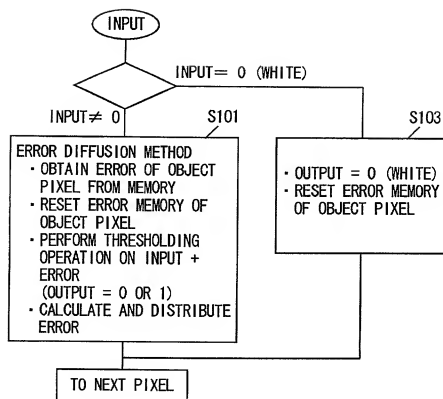 INPUT
INPUT= 0 (WHITE)
INPUT≠ 0
S101
S103
ERROR DIFFUSION METHOD
・OBTAIN ERROR OF OBJECT
PIXEL FROM MEMORY
・RESET ERROR MEMORY OF
OBJECT PIXEL
・PERFORM THRESHOLDING
OPERATION ON INPUT +
ERROR
(OUTPUT = 0 OR 1)
・CALCULATE AND DISTRIBUTE
ERROR
・OUTPUT = 0 (WHITE)
・RESET ERROR MEMORY
OF OBJECT PIXEL
TO NEXT PIXEL